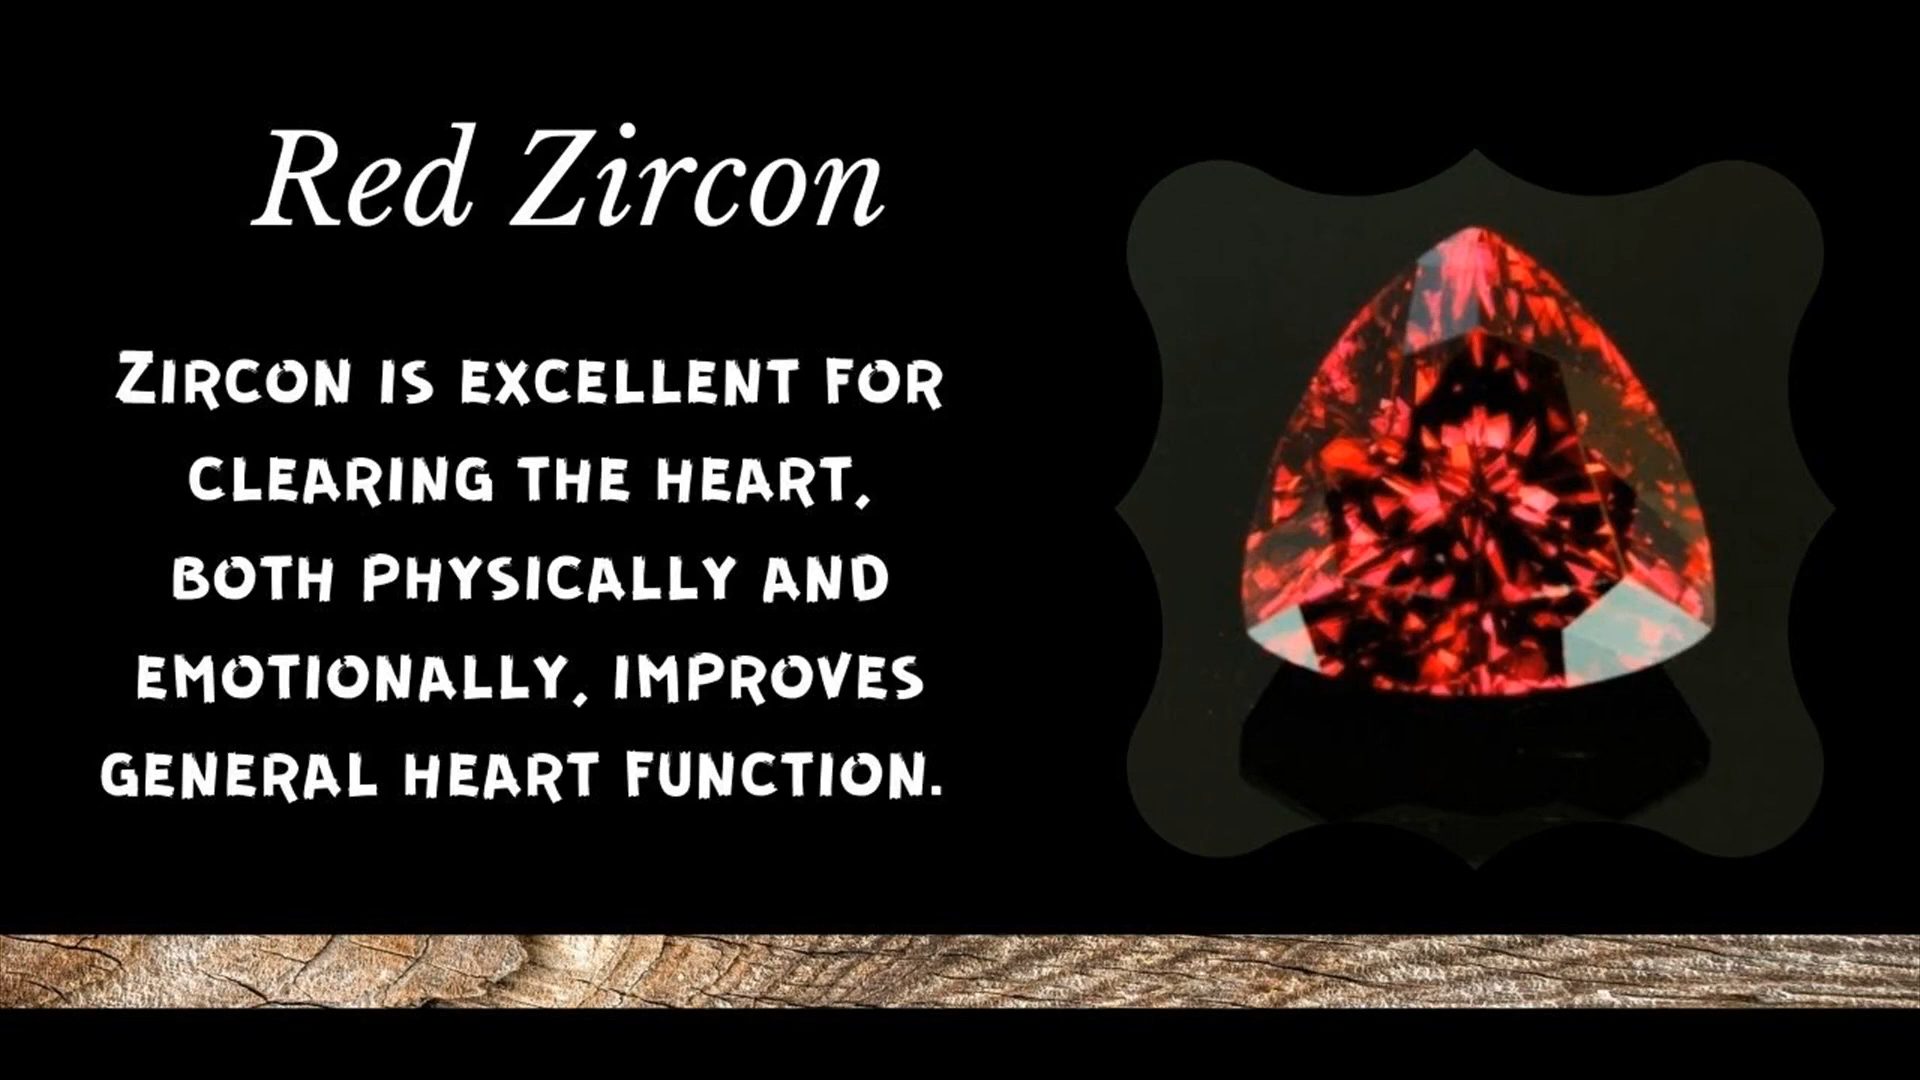 Red Zircon
Zircon is excellent for
clearing the heart,
both physically and
emotionally, improves
general heart function.